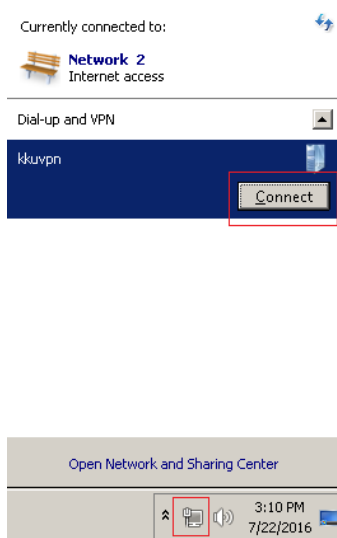 Currently connected to:
Network 2
Internet access
Dial-up and VPN
kkuvpn
Connect
Open Network and Sharing Center
3:10 PM
7/22/2016